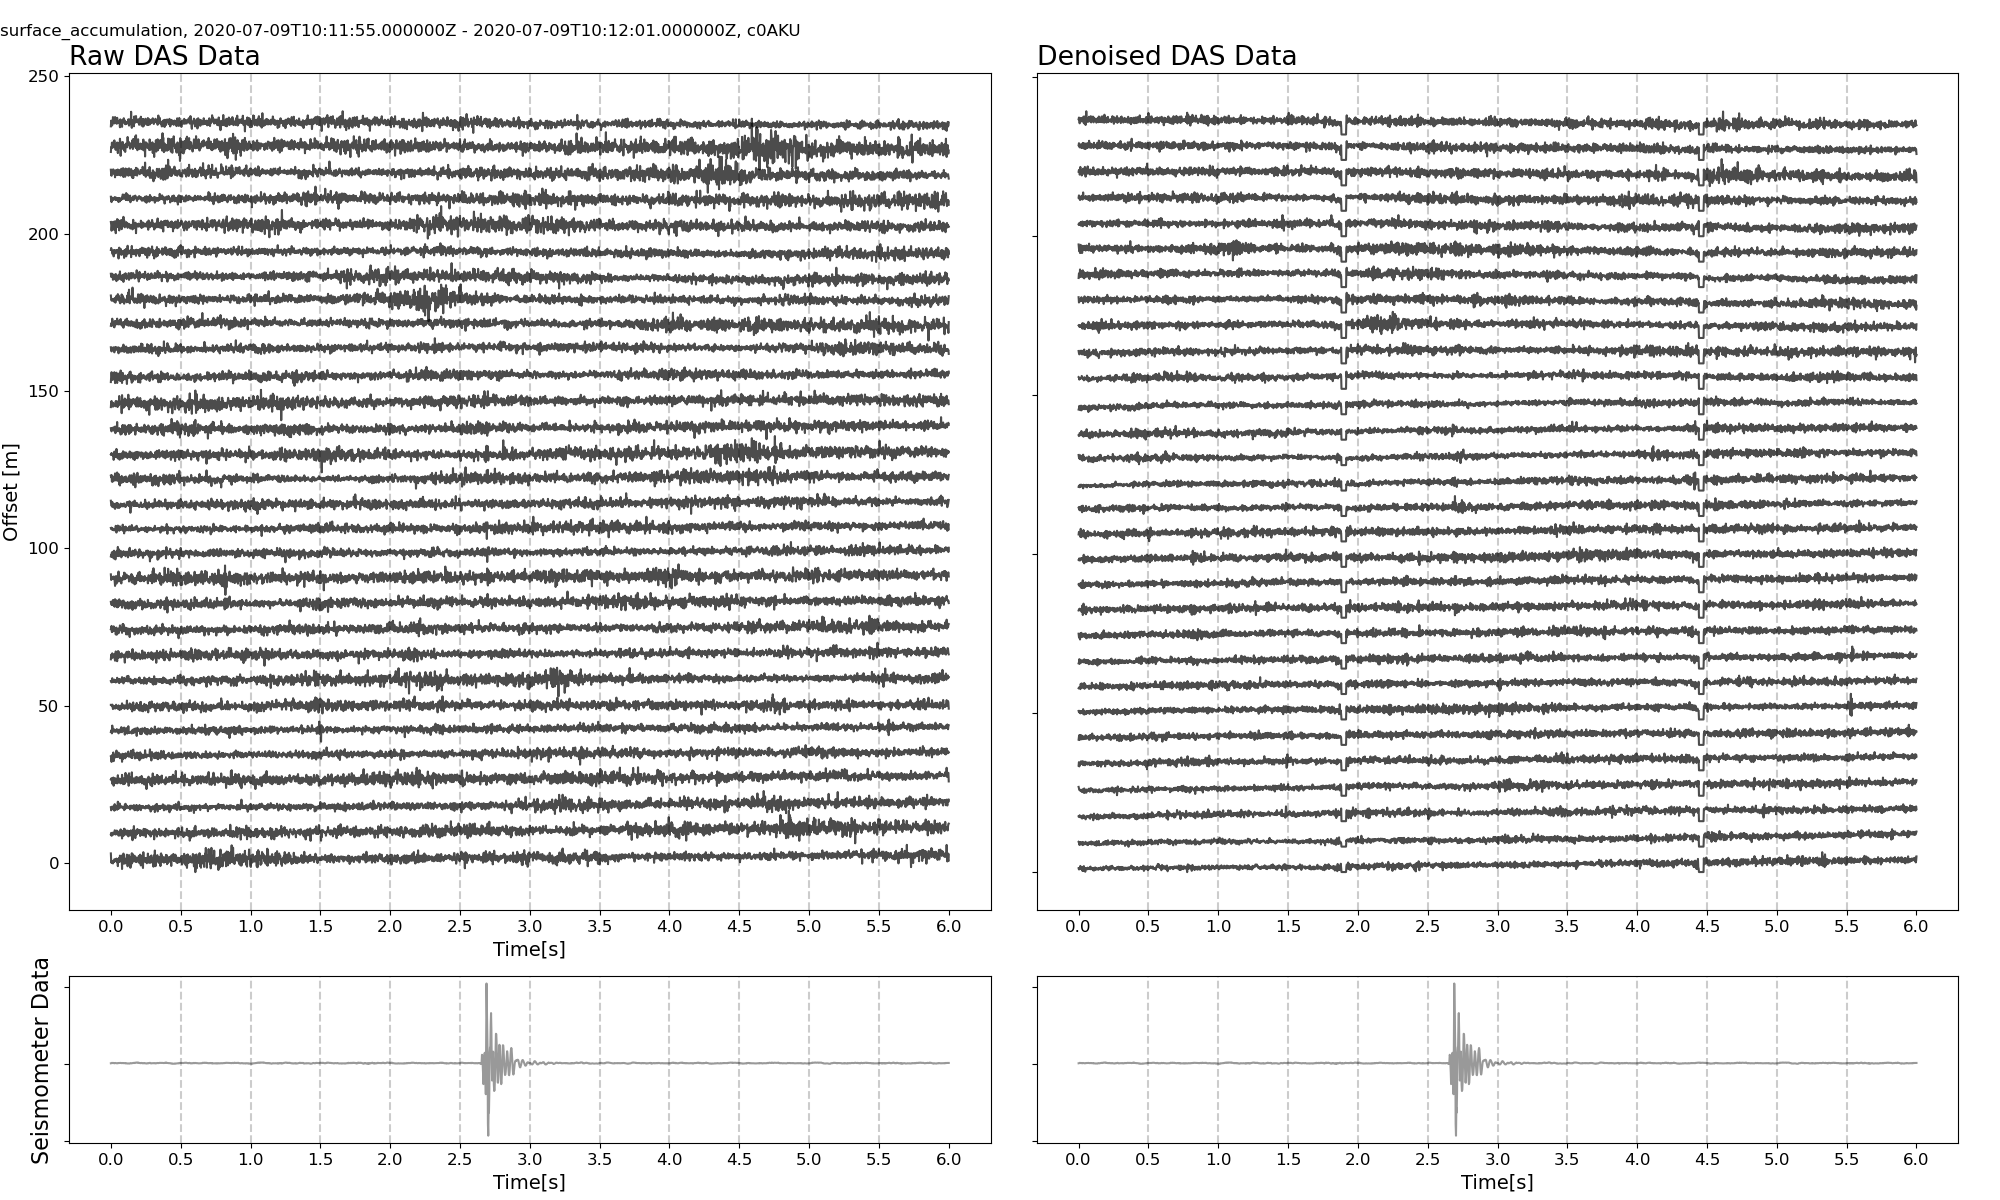 surface_accumulation, 2020-07-09T10:11:55.000000Z - 2020-07-09T10:12:01.000000Z, c0AKU
Raw DAS Data
Denoised DAS Data
Offset [m]
250
200
150
100
50
0
0.0 0.5 1.0 1.5 2.0 2.5 3.0 3.5 4.0 4.5 5.0 5.5 6.0
0.0 0.5 1.0 1.5 2.0 2.5 3.0 3.5 4.0 4.5 5.0 5.5 6.0
Time[s]
Seismometer Data
0.0 0.5 1.0 1.5 2.0 2.5 3.0 3.5 4.0 4.5 5.0 5.5 6.0
0.0 0.5 1.0 1.5 2.0 2.5 3.0 3.5 4.0 4.5 5.0 5.5 6.0
Time[s]
Time[s]